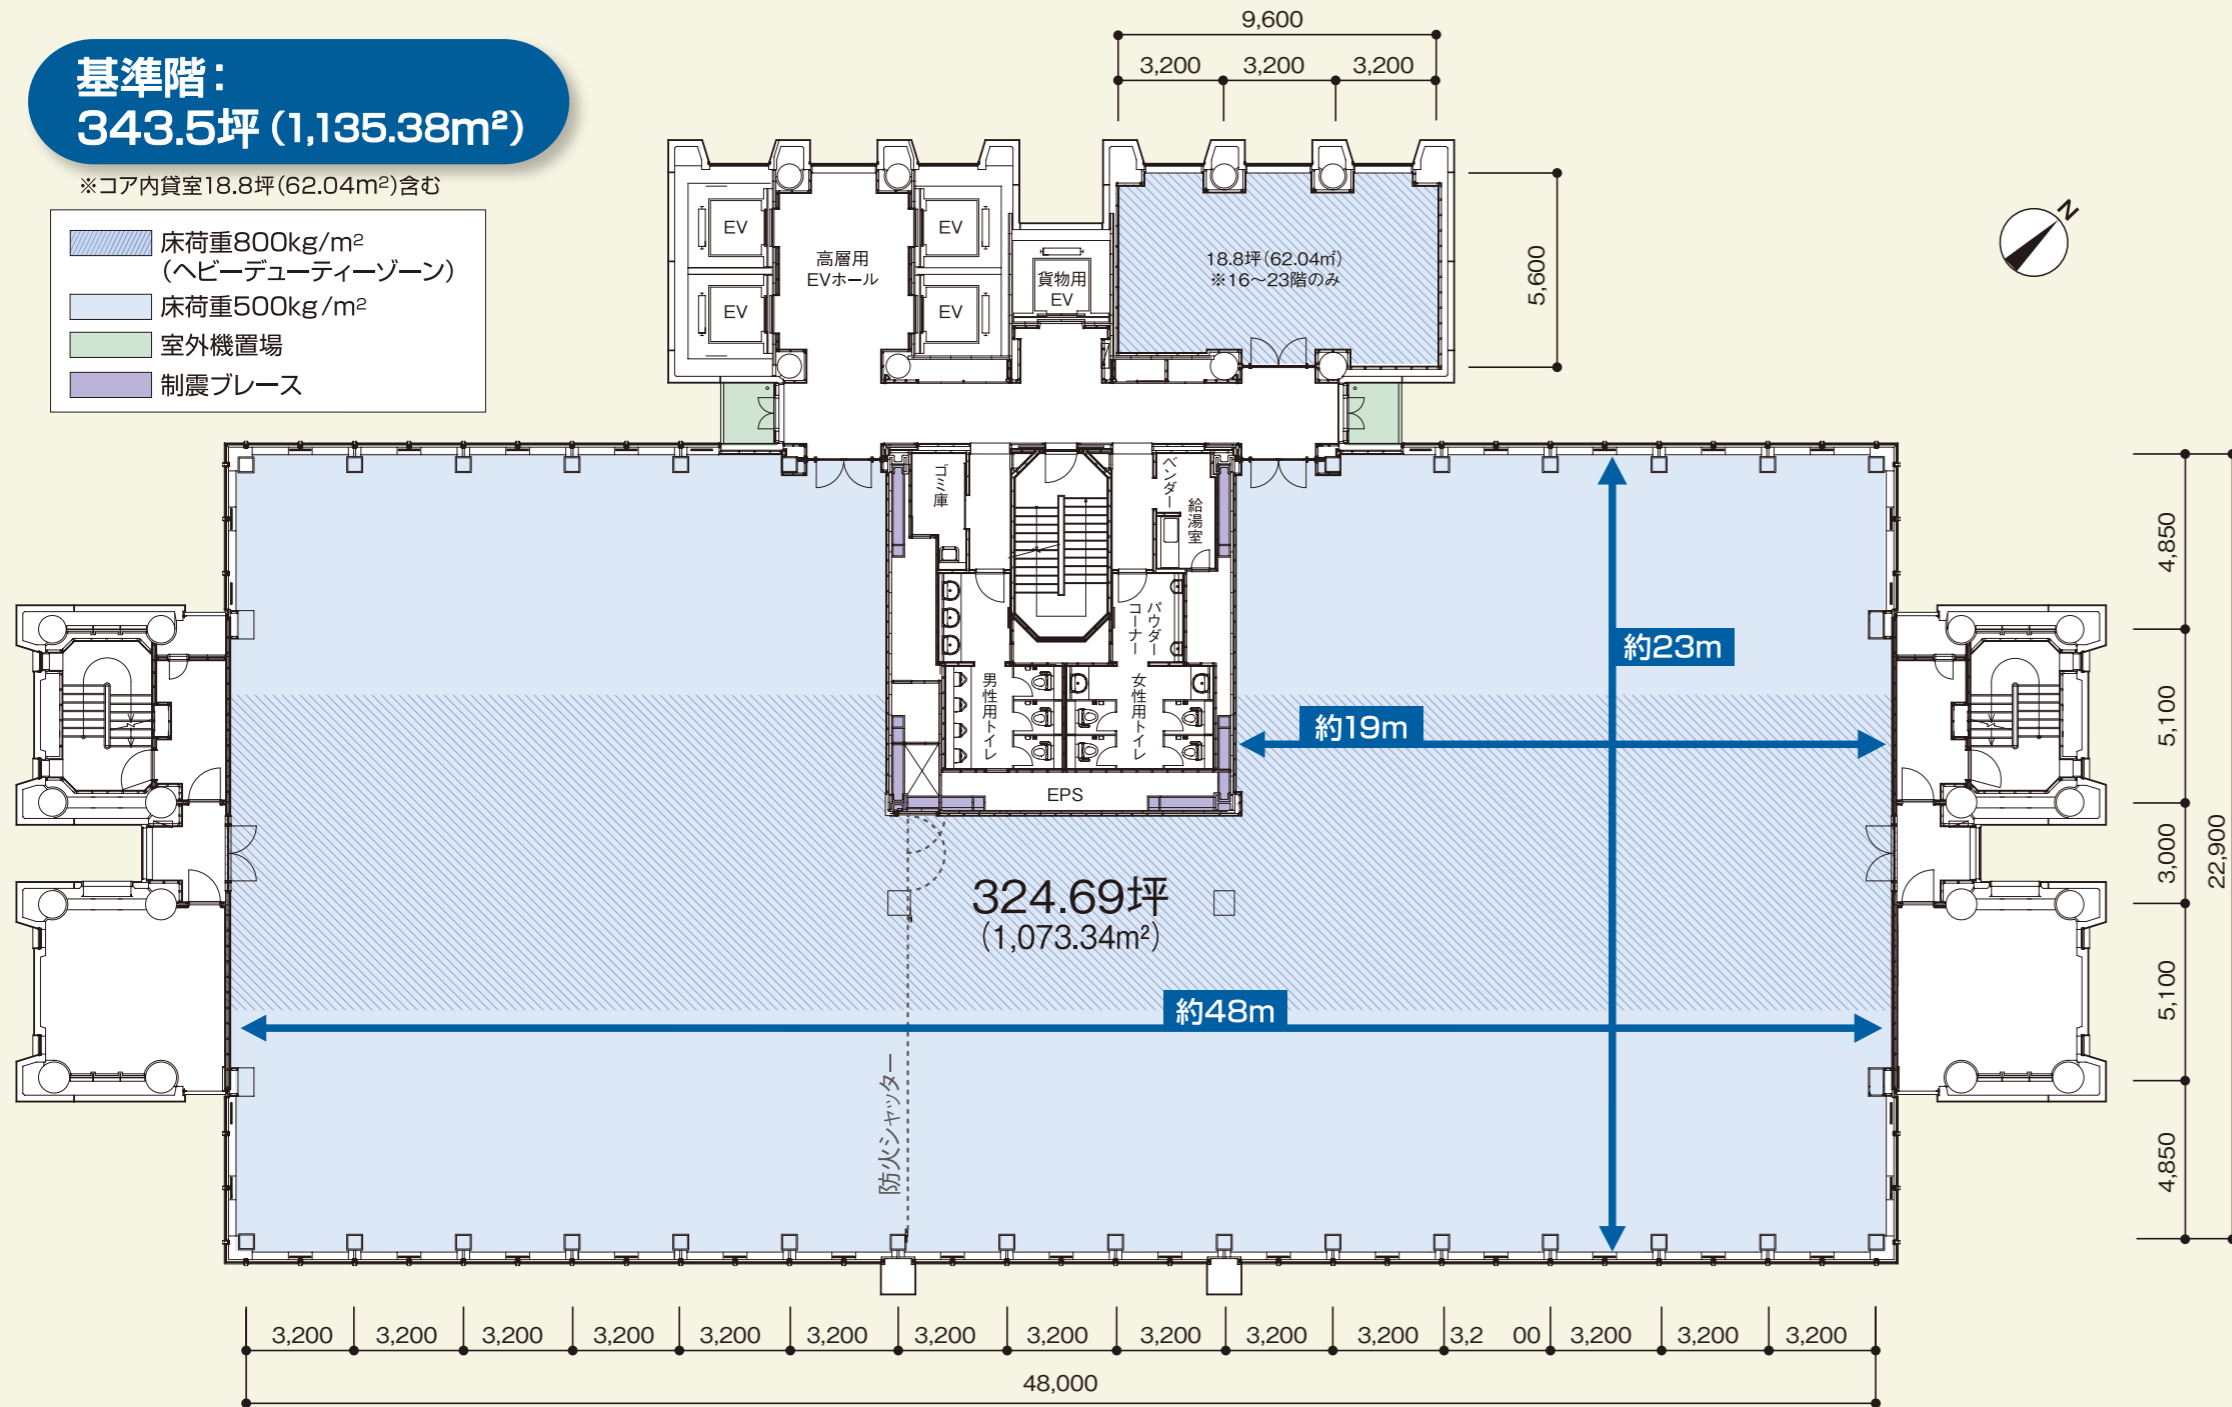 基準階：
343.5坪（1,135.38m²）
※コア内貸室18.8坪（62.04m²）含む
床荷重800kg/m²
（ヘビーデューティーゾーン）
床荷重500kg/m²
室外機置場
制震ブレース
9,600
3,200
3,200
3,200
N
EV
EV
EV
EV
高層用
EVホール
貨物用
EV
18.8坪（62.04㎡）
※16〜23階のみ
5,600
ゴミ庫
ベンダー
給湯室
パウダー
コーナー
男性用トイレ
女性用トイレ
EPS
約23m
約19m
324.69坪
（1,073.34m²）
約48m
防火シャッター
4,850
5,100
3,000
5,100
4,850
22,900
3,200
3,200
3,200
3,200
3,200
3,200
3,200
3,200
3,200
3,200
3,200
3,2 00
3,200
3,200
3,200
48,000